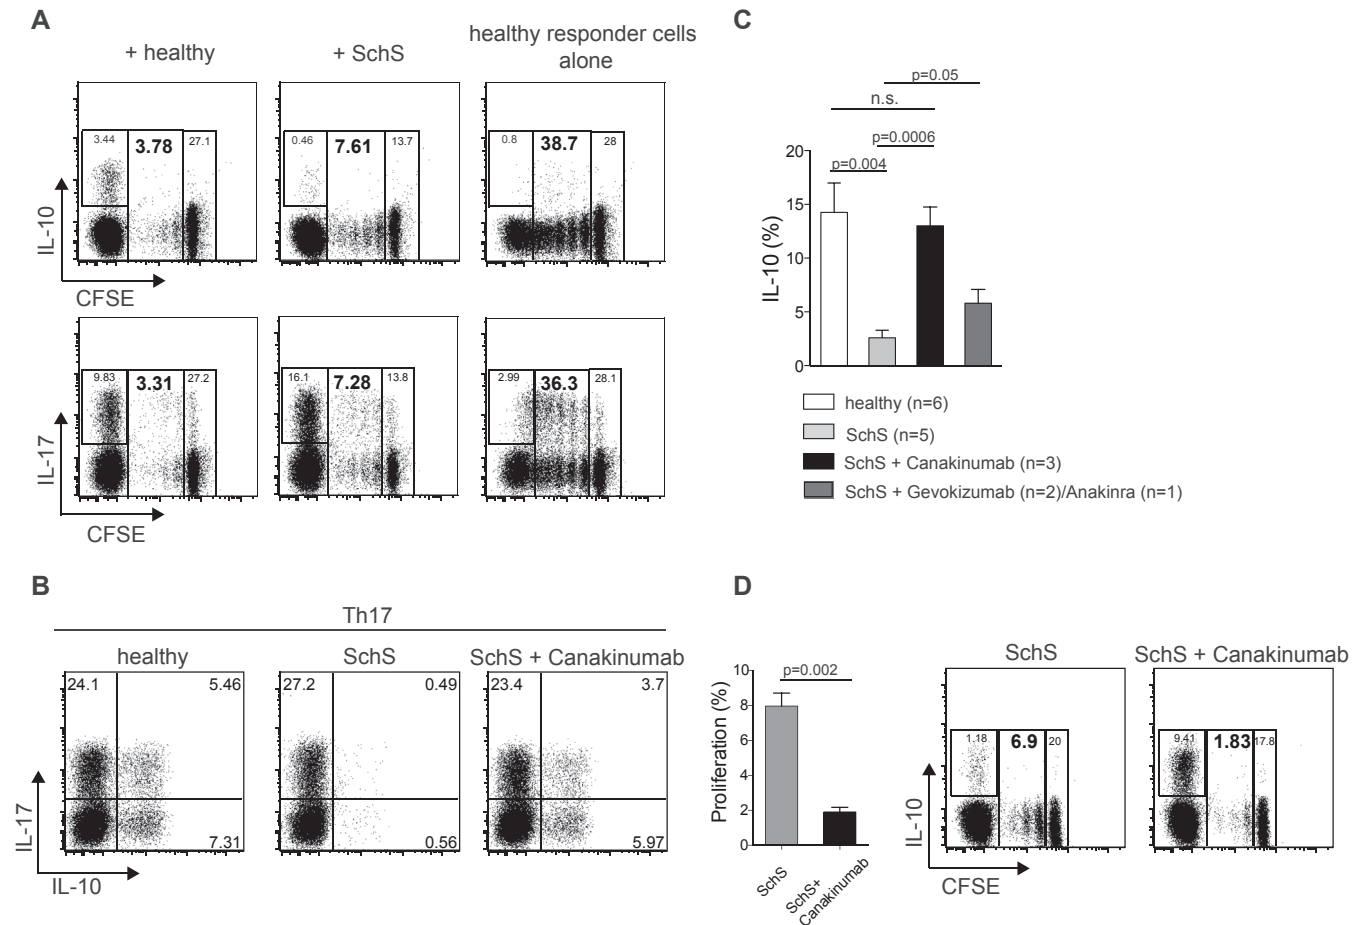 A
+ healthy
+ SchS
healthy responder cells
alone
3.44
3.78
27.1
0.46
7.61
13.7
0.8
38.7
28
IL-10
CFSE
9.83
3.31
27.2
16.1
7.28
13.8
2.99
36.3
28.1
IL-17
CFSE
B
Th17
healthy
SchS
SchS + Canakinumab
24.1
5.46
27.2
0.49
23.4
3.7
7.31
0.56
5.97
IL-17
IL-10
C
p=0.05
n.s.
p=0.0006
p=0.004
20
15
10
5
0
IL-10 (%)
healthy (n=6)
SchS (n=5)
SchS + Canakinumab (n=3)
SchS + Gevokizumab (n=2)/Anakinra (n=1)
D
p=0.002
10
8
6
4
2
0
Proliferation (%)
SchS
SchS+
Canakinumab
SchS
SchS + Canakinumab
1.18
6.9
20
9.41
1.83
17.8
IL-10
CFSE